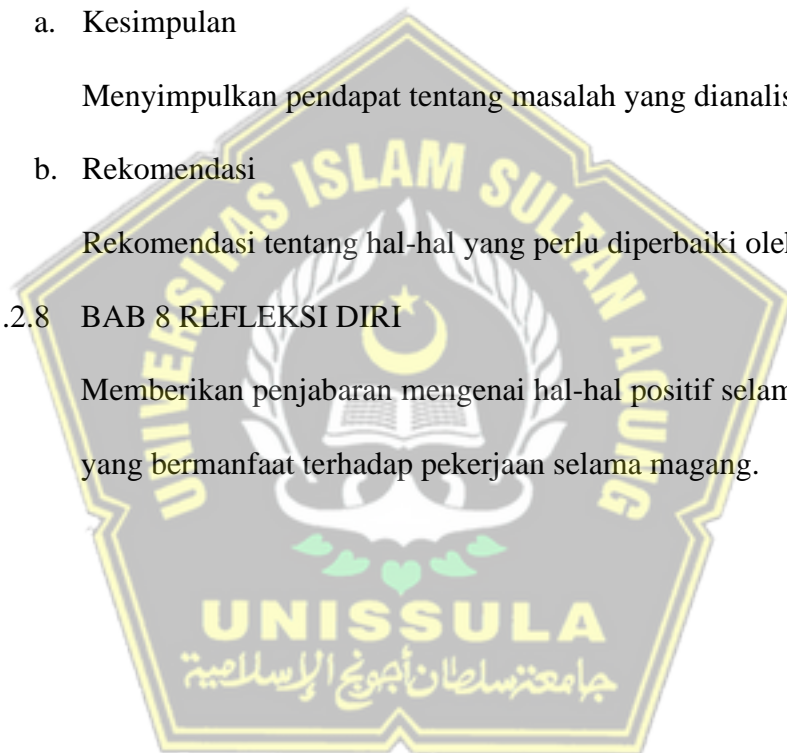 a. Kesimpulan
Menyimpulkan pendapat tentang masalah yang dianalis
b. Rekomendasi
Rekomendasi tentang hal-hal yang perlu diperbaiki oleh
.2.8 BAB 8 REFLEKSI DIRI
Memberikan penjabaran mengenai hal-hal positif selam
yang bermanfaat terhadap pekerjaan selama magang.
UNIVERSITAS ISLAM SULTAN AGUNG
UNISSULA
جامعتنسلطان أجونج الإسلامية